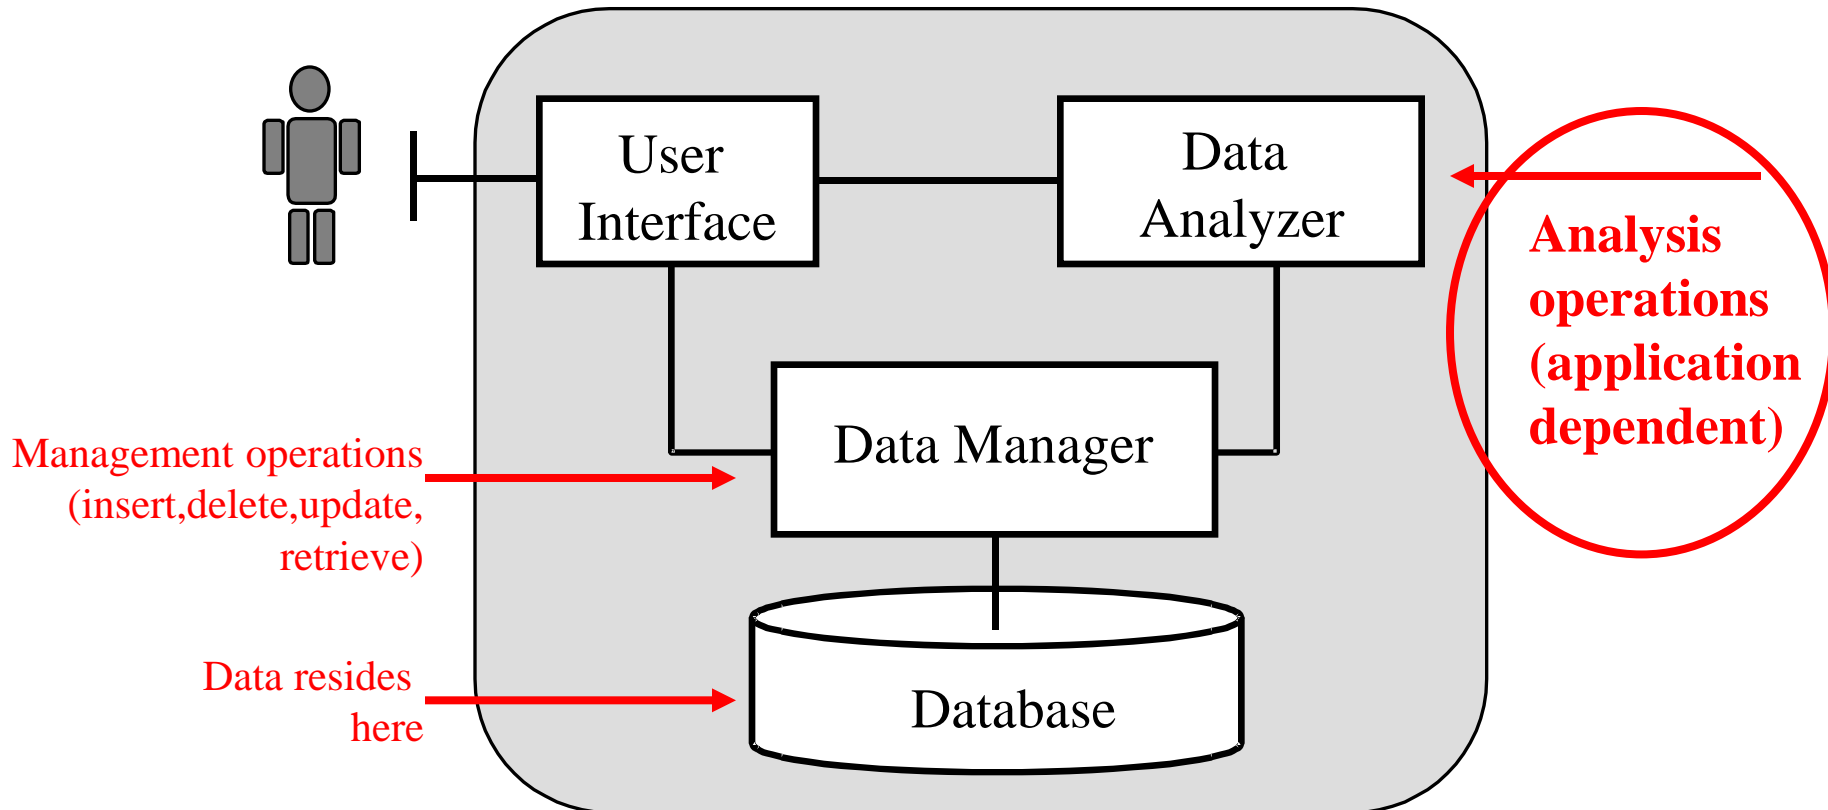 User
Interface
Data
Analyzer
Analysis
operations
(application
dependent)
Data Manager
Management operations
(insert,delete,update,
retrieve)
Data resides
here
Database